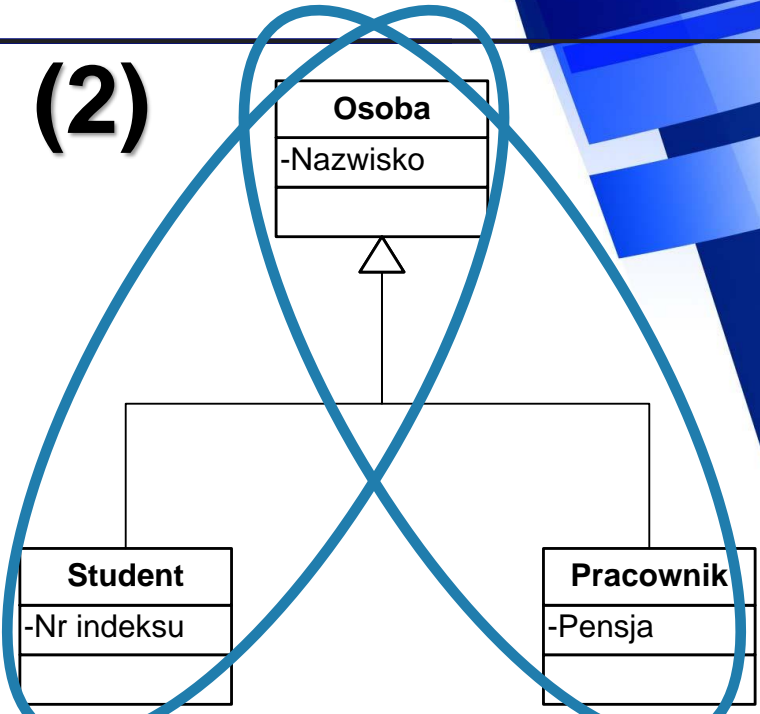 (2)
Osoba
-Nazwisko
Student
-Nr indeksu
Pracownik
-Pensja